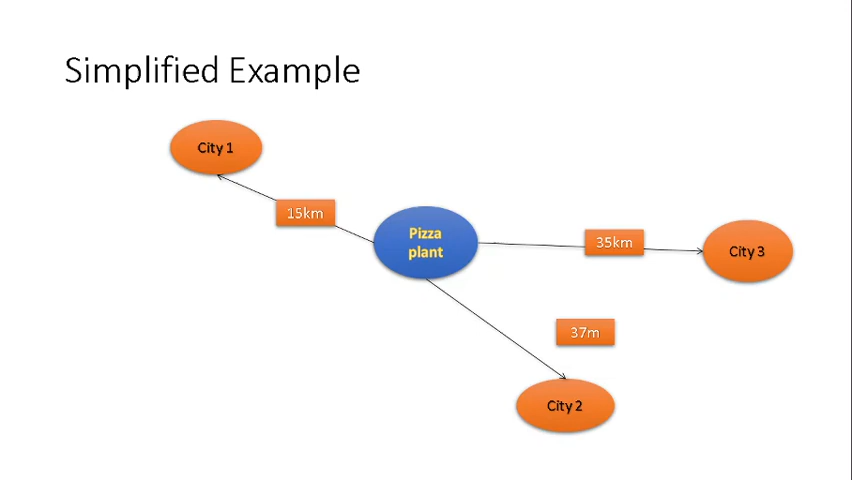 Simplified Example
City 1
15km
Pizza
plant
35km
City 3
37m
City 2